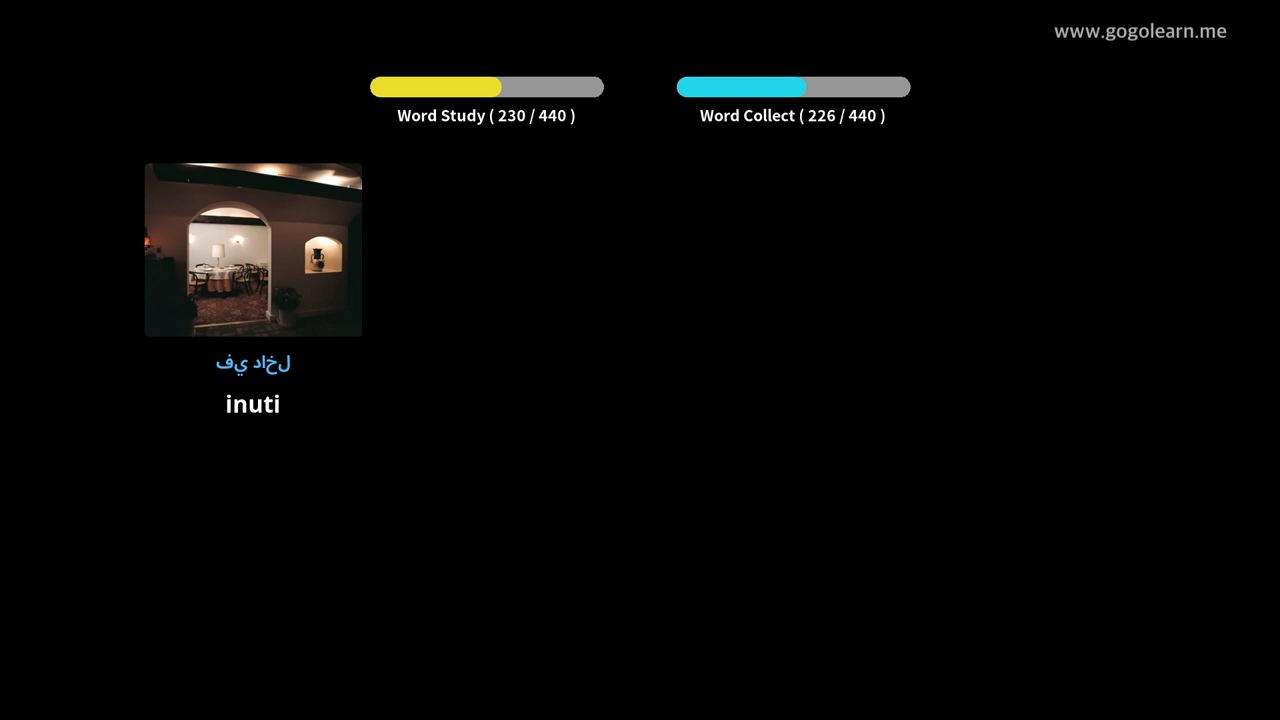 www.gogolearn.me
Word Study ( 230 / 440 )
Word Collect ( 226 / 440 )
لخاد يف
inuti